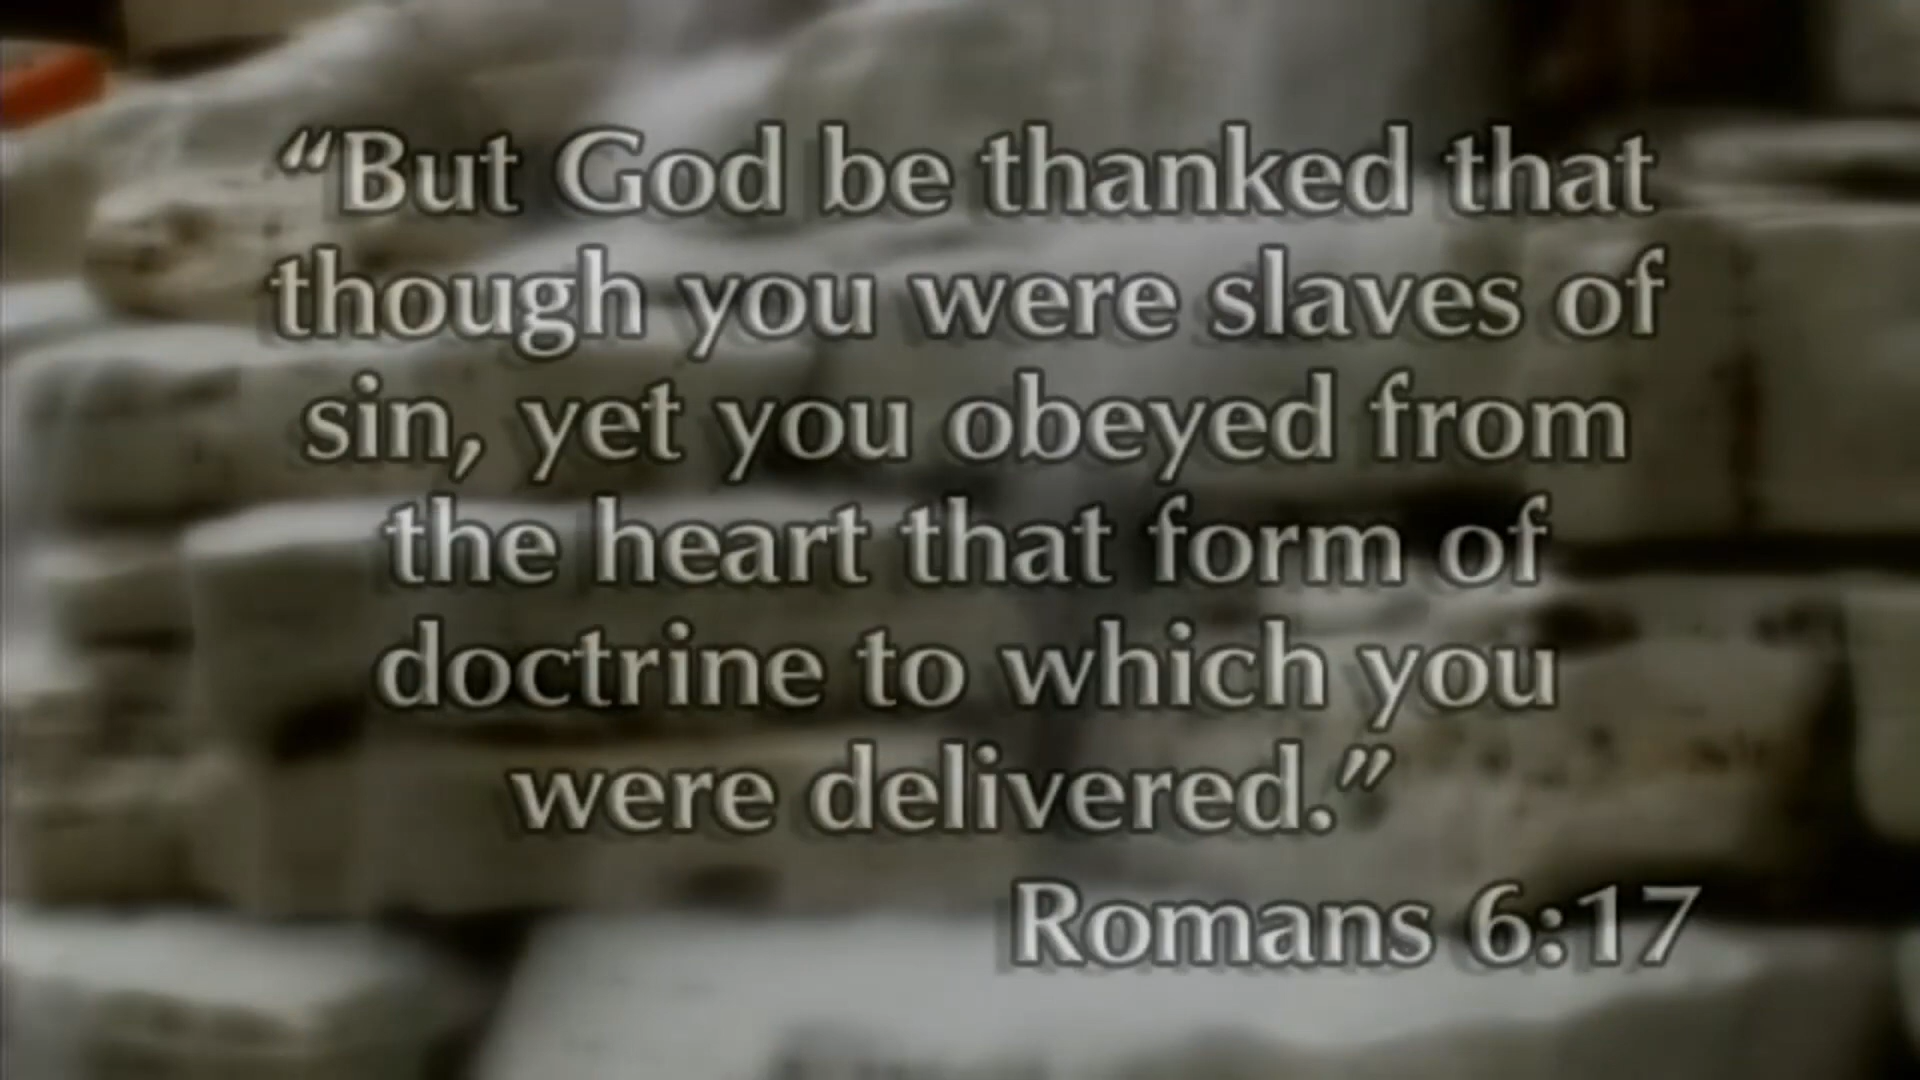 “But God be thanked that
though you were slaves of
sin, yet you obeyed from
the heart that form of
doctrine to which you
were delivered.”
Romans 6:17